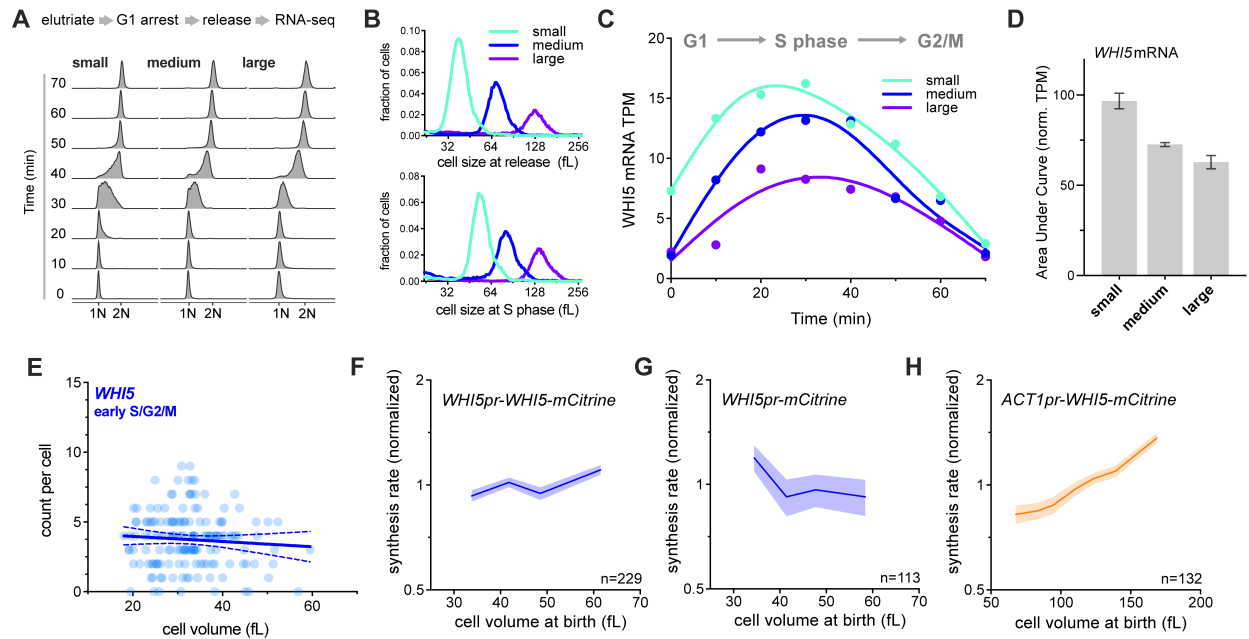 A
elutriate G1 arrest release RNA-seq
small medium large
70
60
50
40
30
20
10
0
Time (min)
1N 2N 1N 2N 1N 2N
B
small
medium
large
0.10
0.08
0.06
0.04
0.02
0.00
fraction of cells
32 64 128 256
cell size at release (fL)
0.08
0.06
0.04
0.02
0.00
fraction of cells
32 64 128 256
cell size at S phase (fL)
C
G1 S phase G2/M
small
medium
large
20
15
10
5
0
WHI5 mRNA TPM
0 20 40 60
Time (min)
D
WHI5 mRNA
100
50
0
Area Under Curve (norm. TPM)
small
medium
large
E
WHI5
early S/G2/M
15
10
5
0
count per cell
20 40 60
cell volume (fL)
F
WHI5pr-WHI5-mCitrine
2
1
0.5
synthesis rate (normalized)
n=229
30 40 50 60 70
cell volume at birth (fL)
G
WHI5pr-mCitrine
2
1
0.5
synthesis rate (normalized)
n=113
30 40 50 60 70
cell volume at birth (fL)
H
ACT1pr-WHI5-mCitrine
2
1
0.5
synthesis rate (normalized)
n=132
50 100 150 200
cell volume at birth (fL)